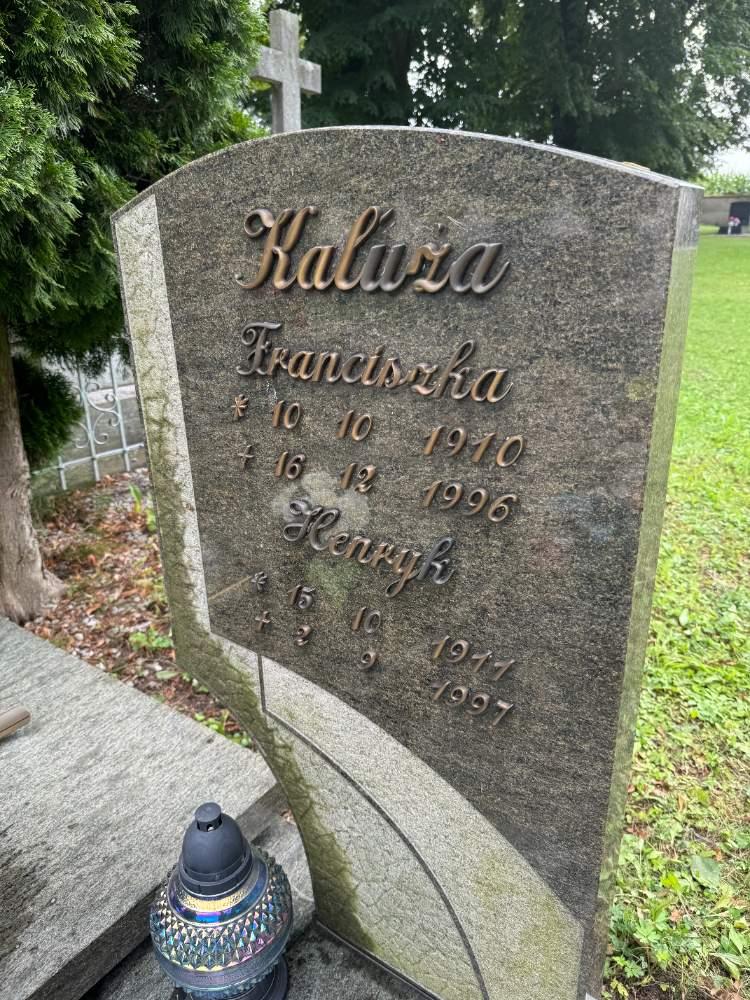 Kałuża
Franciszka
* 10 10 1910
+ 16 12 1996
Henryk
* 15 10 1911
+ 2 9 1997